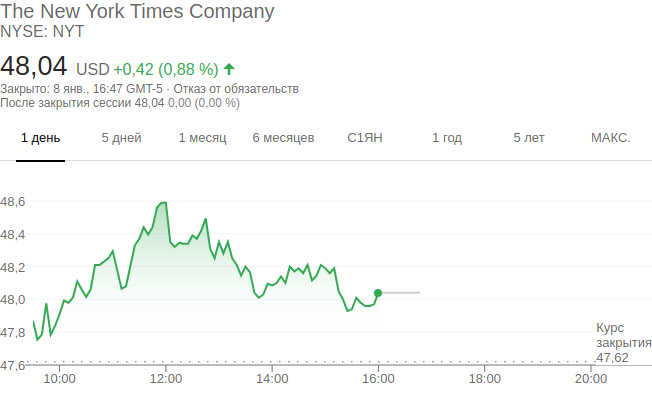 The New York Times Company
NYSE: NYT
48,04 USD +0,42 (0,88 %)
Закрыто: 8 янв., 16:47 GMT-5 · Отказ от обязательств
После закрытия сессии 48,04 0,00 (0,00 %)
1 день 5 дней 1 месяц 6 месяцев С1ЯН 1 год 5 лет МАКС.
48,6
48,4
48,2
48,0
47,8
47,6
Курс
закрытия
47,62
10:00 12:00 14:00 16:00 18:00 20:00